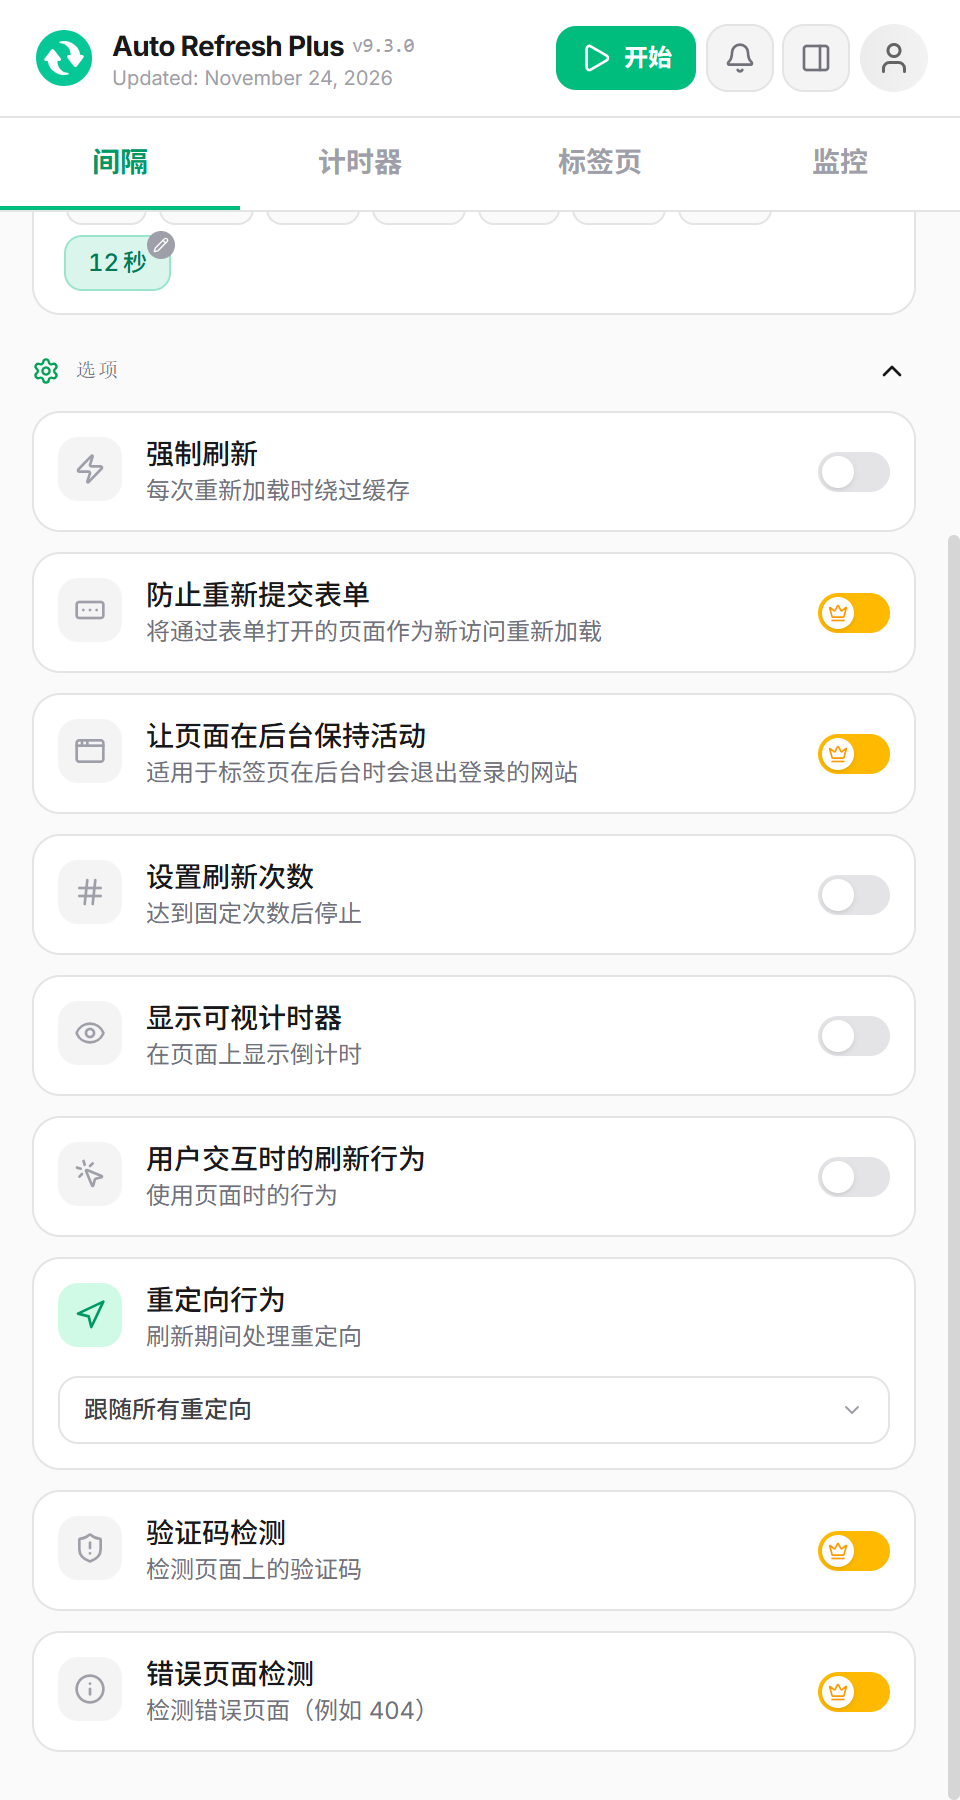 Auto Refresh Plus v9.3.0
Updated: November 24, 2026
开始
间隔
计时器
标签页
监控
12 秒
选项
强制刷新
每次重新加载时绕过缓存
防止重新提交表单
将通过表单打开的页面作为新访问重新加载
让页面在后台保持活动
适用于标签页在后台时会退出登录的网站
设置刷新次数
达到固定次数后停止
显示可视计时器
在页面上显示倒计时
用户交互时的刷新行为
使用页面时的行为
重定向行为
刷新期间处理重定向
跟随所有重定向
验证码检测
检测页面上的验证码
错误页面检测
检测错误页面（例如 404）